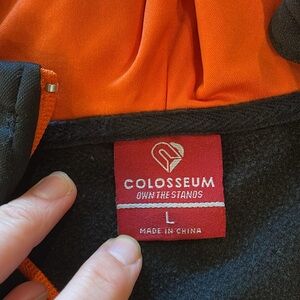 COLOSSEUM
OWN THE STANDS
L
MADE IN CHINA